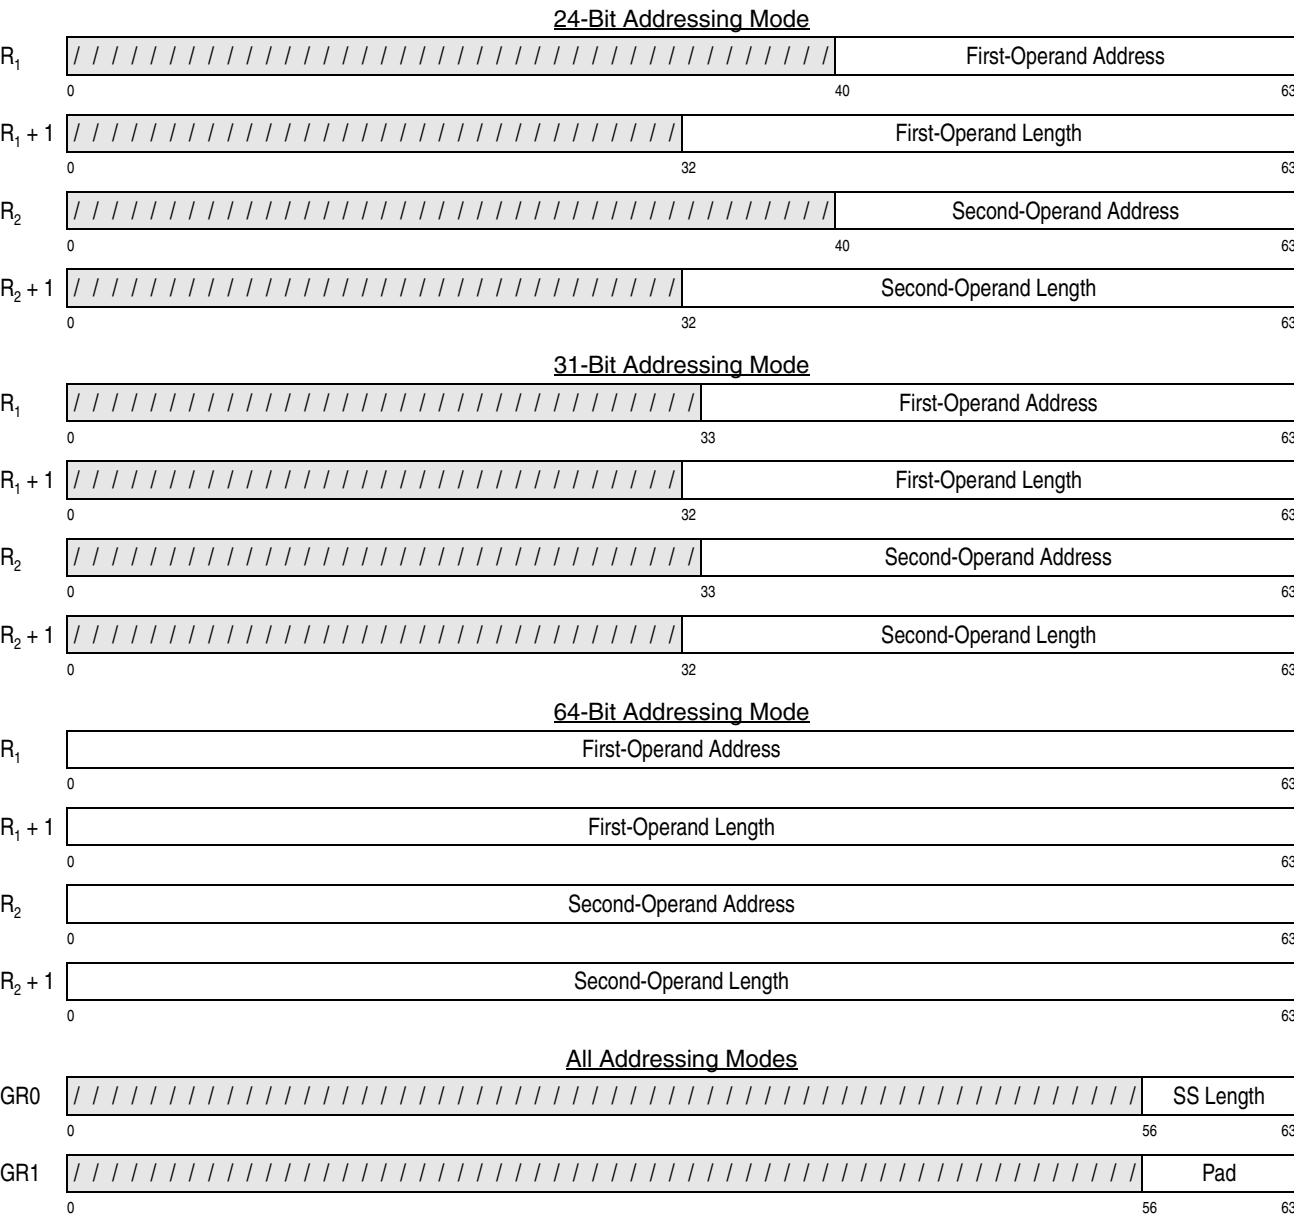 24-Bit Addressing Mode
R₁ / / / / / / / / / / / / / / / / / / / / / / / / / / / / / / / / / / / / / / / / First-Operand Address
0 40 63
R₁ + 1 / / / / / / / / / / / / / / / / / / / / / / / / / / / / / / / / First-Operand Length
0 32 63
R₂ / / / / / / / / / / / / / / / / / / / / / / / / / / / / / / / / / / / / / / / / Second-Operand Address
0 40 63
R₂ + 1 / / / / / / / / / / / / / / / / / / / / / / / / / / / / / / / / Second-Operand Length
0 32 63
31-Bit Addressing Mode
R₁ / / / / / / / / / / / / / / / / / / / / / / / / / / / / / / / / / First-Operand Address
0 33 63
R₁ + 1 / / / / / / / / / / / / / / / / / / / / / / / / / / / / / / / / First-Operand Length
0 32 63
R₂ / / / / / / / / / / / / / / / / / / / / / / / / / / / / / / / / / Second-Operand Address
0 33 63
R₂ + 1 / / / / / / / / / / / / / / / / / / / / / / / / / / / / / / / / Second-Operand Length
0 32 63
64-Bit Addressing Mode
R₁ First-Operand Address
0 63
R₁ + 1 First-Operand Length
0 63
R₂ Second-Operand Address
0 63
R₂ + 1 Second-Operand Length
0 63
All Addressing Modes
GR0 / / / / / / / / / / / / / / / / / / / / / / / / / / / / / / / / / / / / / / / / / / / / / / / / / / / / / / / / SS Length
0 56 63
GR1 / / / / / / / / / / / / / / / / / / / / / / / / / / / / / / / / / / / / / / / / / / / / / / / / / / / / / / / / Pad
0 56 63